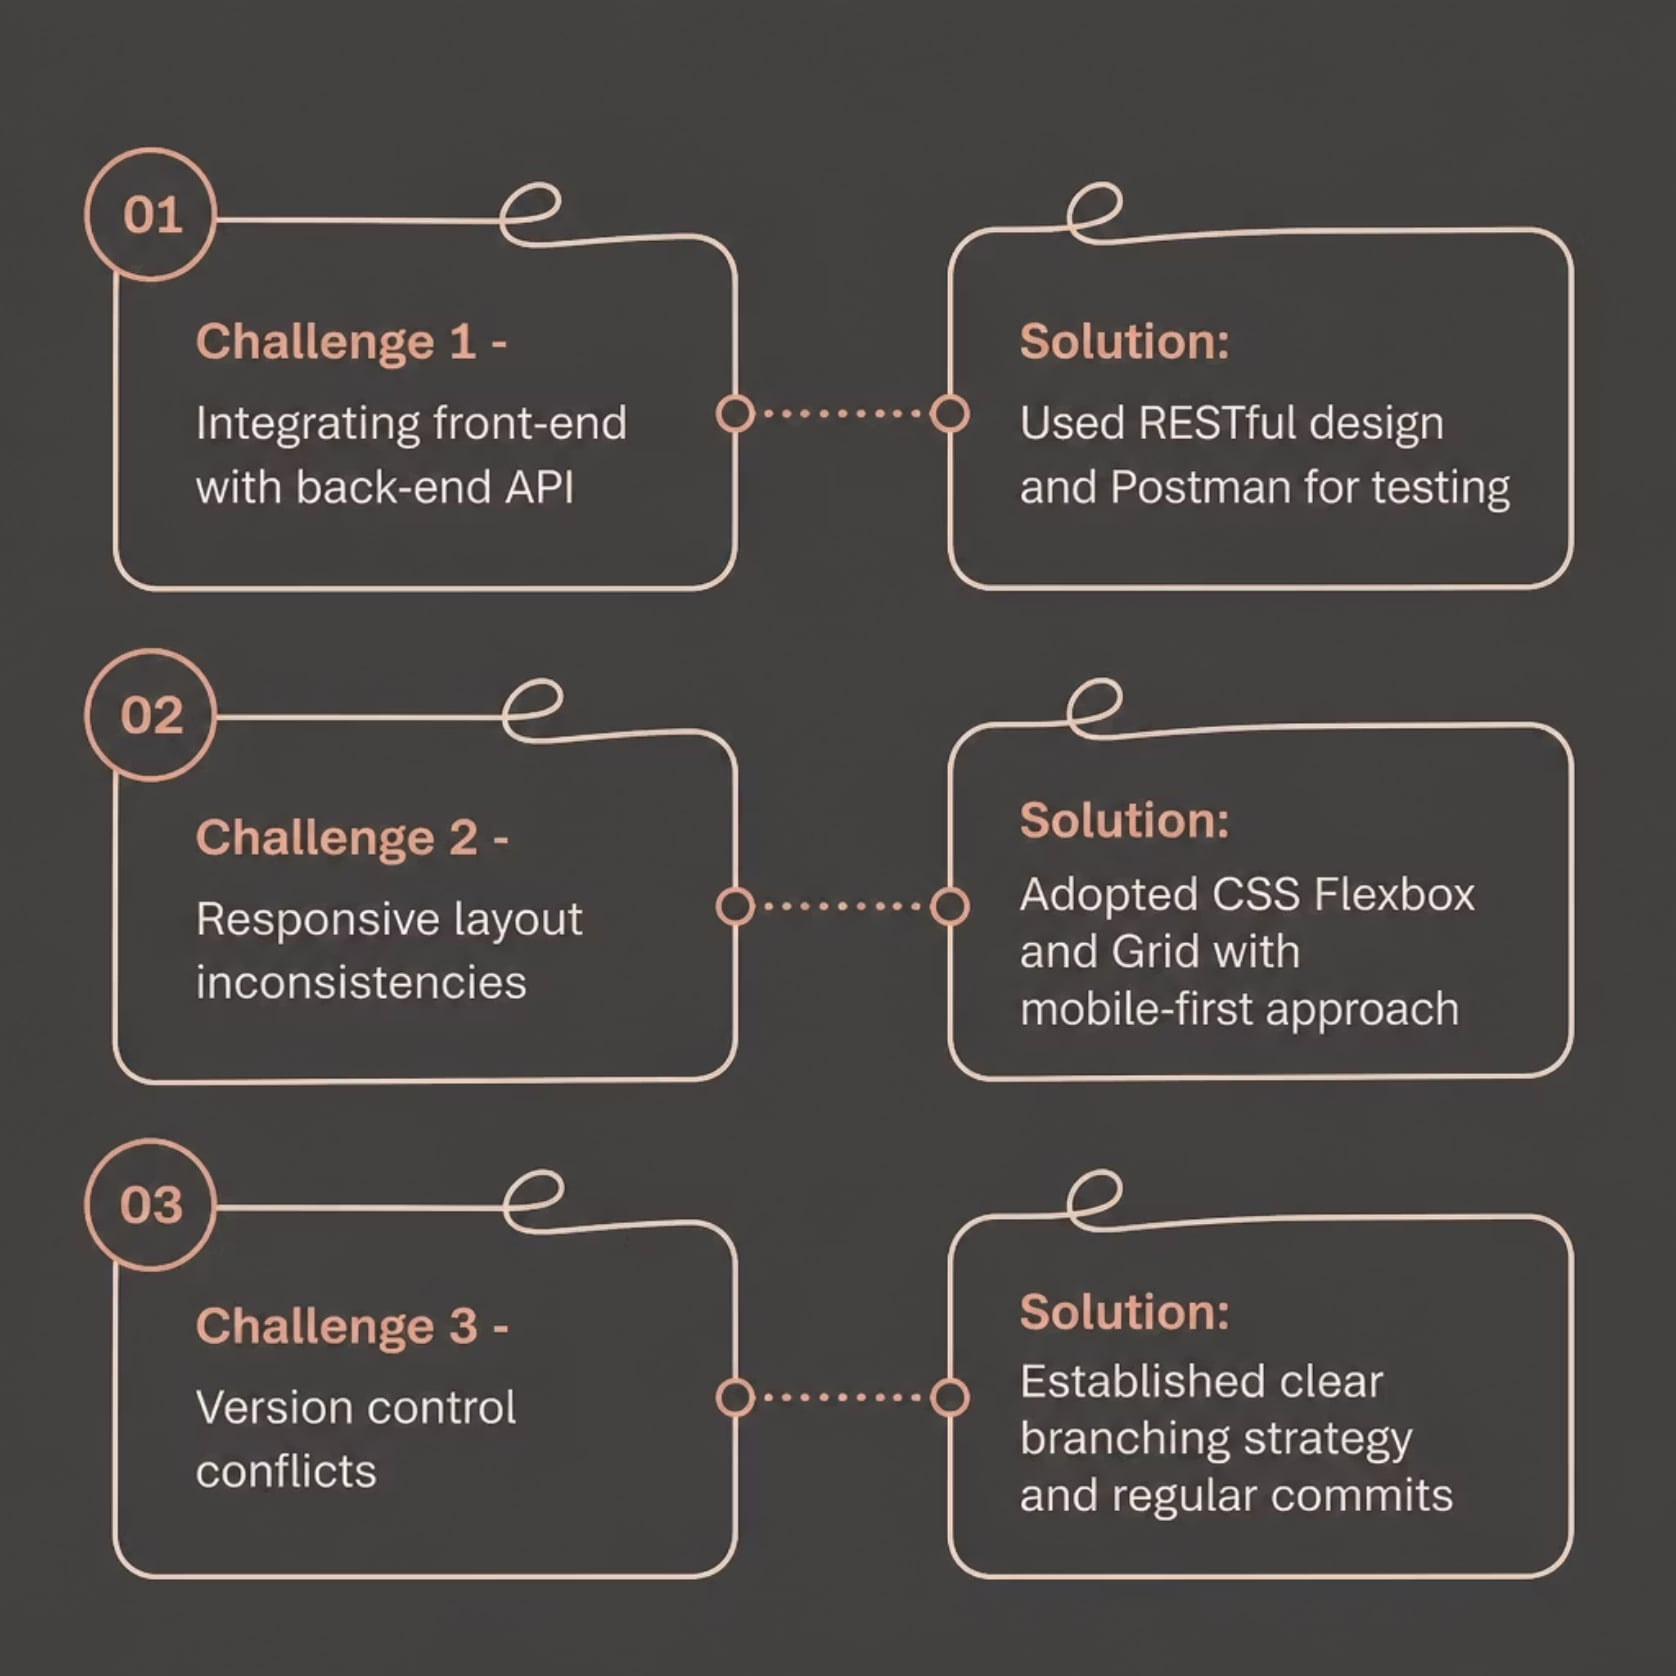 01
Challenge 1 -
Integrating front-end
with back-end API
Solution:
Used RESTful design
and Postman for testing
02
Challenge 2 -
Responsive layout
inconsistencies
Solution:
Adopted CSS Flexbox
and Grid with
mobile-first approach
03
Challenge 3 -
Version control
conflicts
Solution:
Established clear
branching strategy
and regular commits